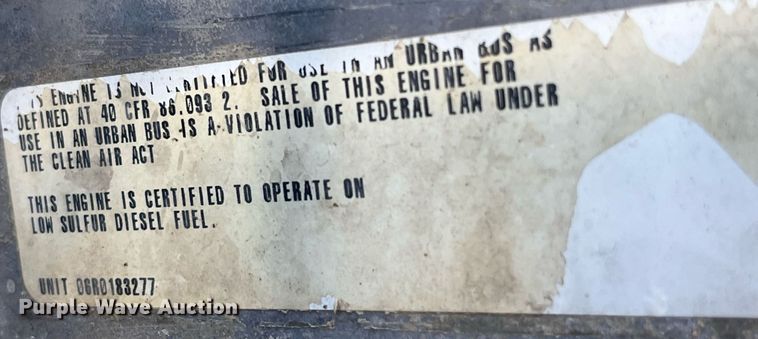 IS ENGINE IS NOT CERTIFIED FOR USE IN AN URBAN BUS AS
DEFINED AT 40 CFR 86.093 2. SALE OF THIS ENGINE FOR
USE IN AN URBAN BUS IS A VIOLATION OF FEDERAL LAW UNDER
THE CLEAN AIR ACT
THIS ENGINE IS CERTIFIED TO OPERATE ON
LOW SULFUR DIESEL FUEL.
UNIT 06R0183277
Purple Wave Auction